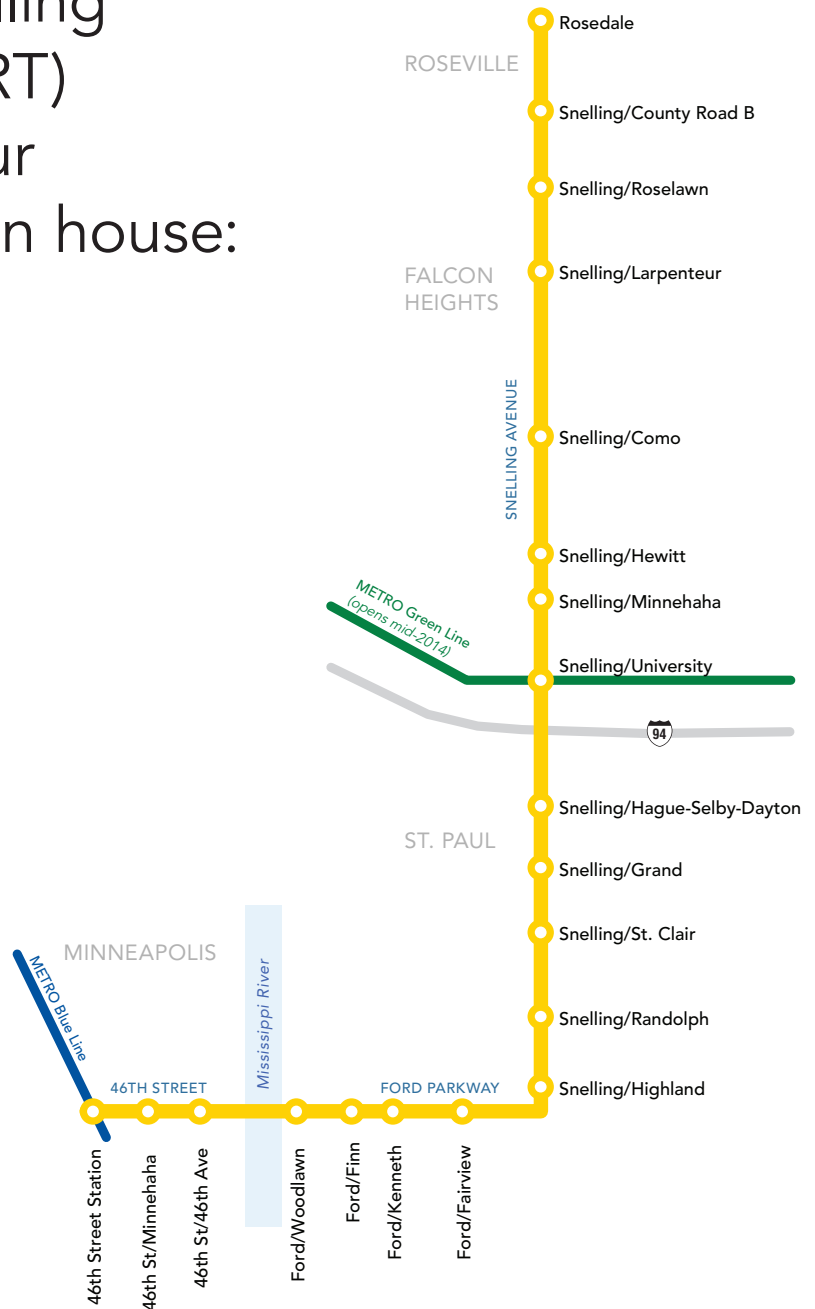 RT)
n house:
Rosedale
ROSEVILLE
Snelling/County Road B
Snelling/Roselawn
FALCON
HEIGHTS
Snelling/Larpenteur
SNELLING AVENUE
Snelling/Como
Snelling/Hewitt
METRO Green Line
(opens mid-2014)
Snelling/Minnehaha
Snelling/University
94
Snelling/Hague-Selby-Dayton
ST. PAUL
Snelling/Grand
Snelling/St. Clair
MINNEAPOLIS
METRO Blue Line
Mississippi River
Snelling/Randolph
46TH STREET
FORD PARKWAY
Snelling/Highland
46th Street Station
46th St/Minnehaha
46th St/46th Ave
Ford/Woodlawn
Ford/Finn
Ford/Kenneth
Ford/Fairview